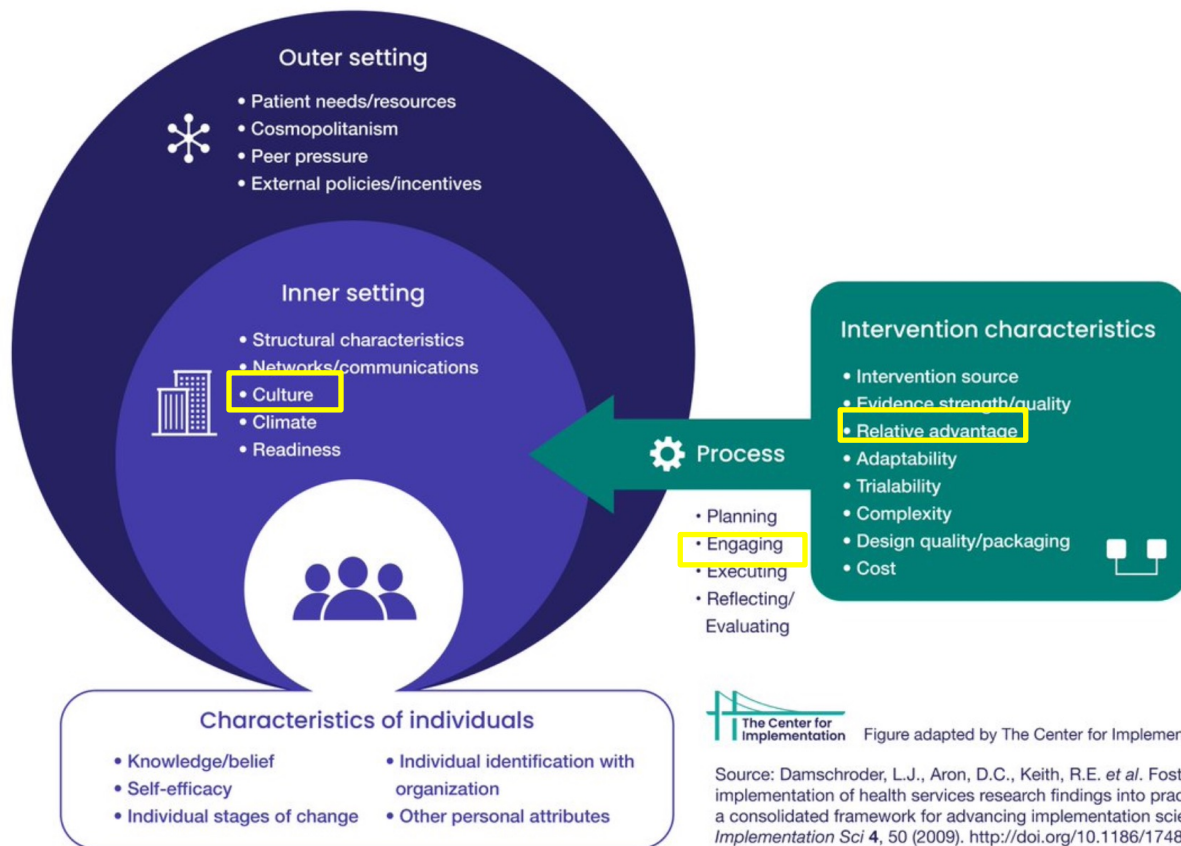 Outer setting
• Patient needs/resources
• Cosmopolitanism
• Peer pressure
• External policies/incentives
Inner setting
• Structural characteristics
• Networks/communications
• Culture
• Climate
• Readiness
Process
• Planning
• Engaging
• Executing
• Reflecting/
Evaluating
Intervention characteristics
• Intervention source
• Evidence strength/quality
• Relative advantage
• Adaptability
• Trialability
• Complexity
• Design quality/packaging
• Cost
Characteristics of individuals
• Knowledge/belief
• Self-efficacy
• Individual stages of change
• Individual identification with
organization
• Other personal attributes
The Center for
Implementation
Figure adapted by The Center for Implemen
Source: Damschroder, L.J., Aron, D.C., Keith, R.E. et al. Fost
implementation of health services research findings into prac
a consolidated framework for advancing implementation scie
Implementation Sci 4, 50 (2009). http://doi.org/10.1186/1748